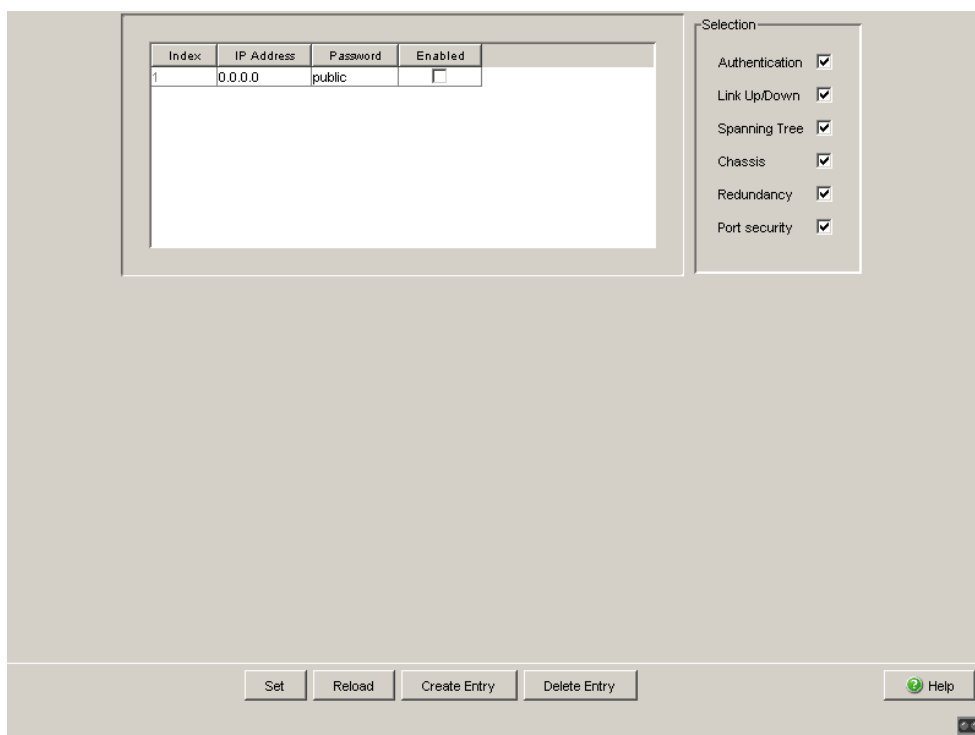 Index IP Address Password Enabled
1 0.0.0.0 public
Selection
Authentication
Link Up/Down
Spanning Tree
Chassis
Redundancy
Port security
Set Reload Create Entry Delete Entry Help